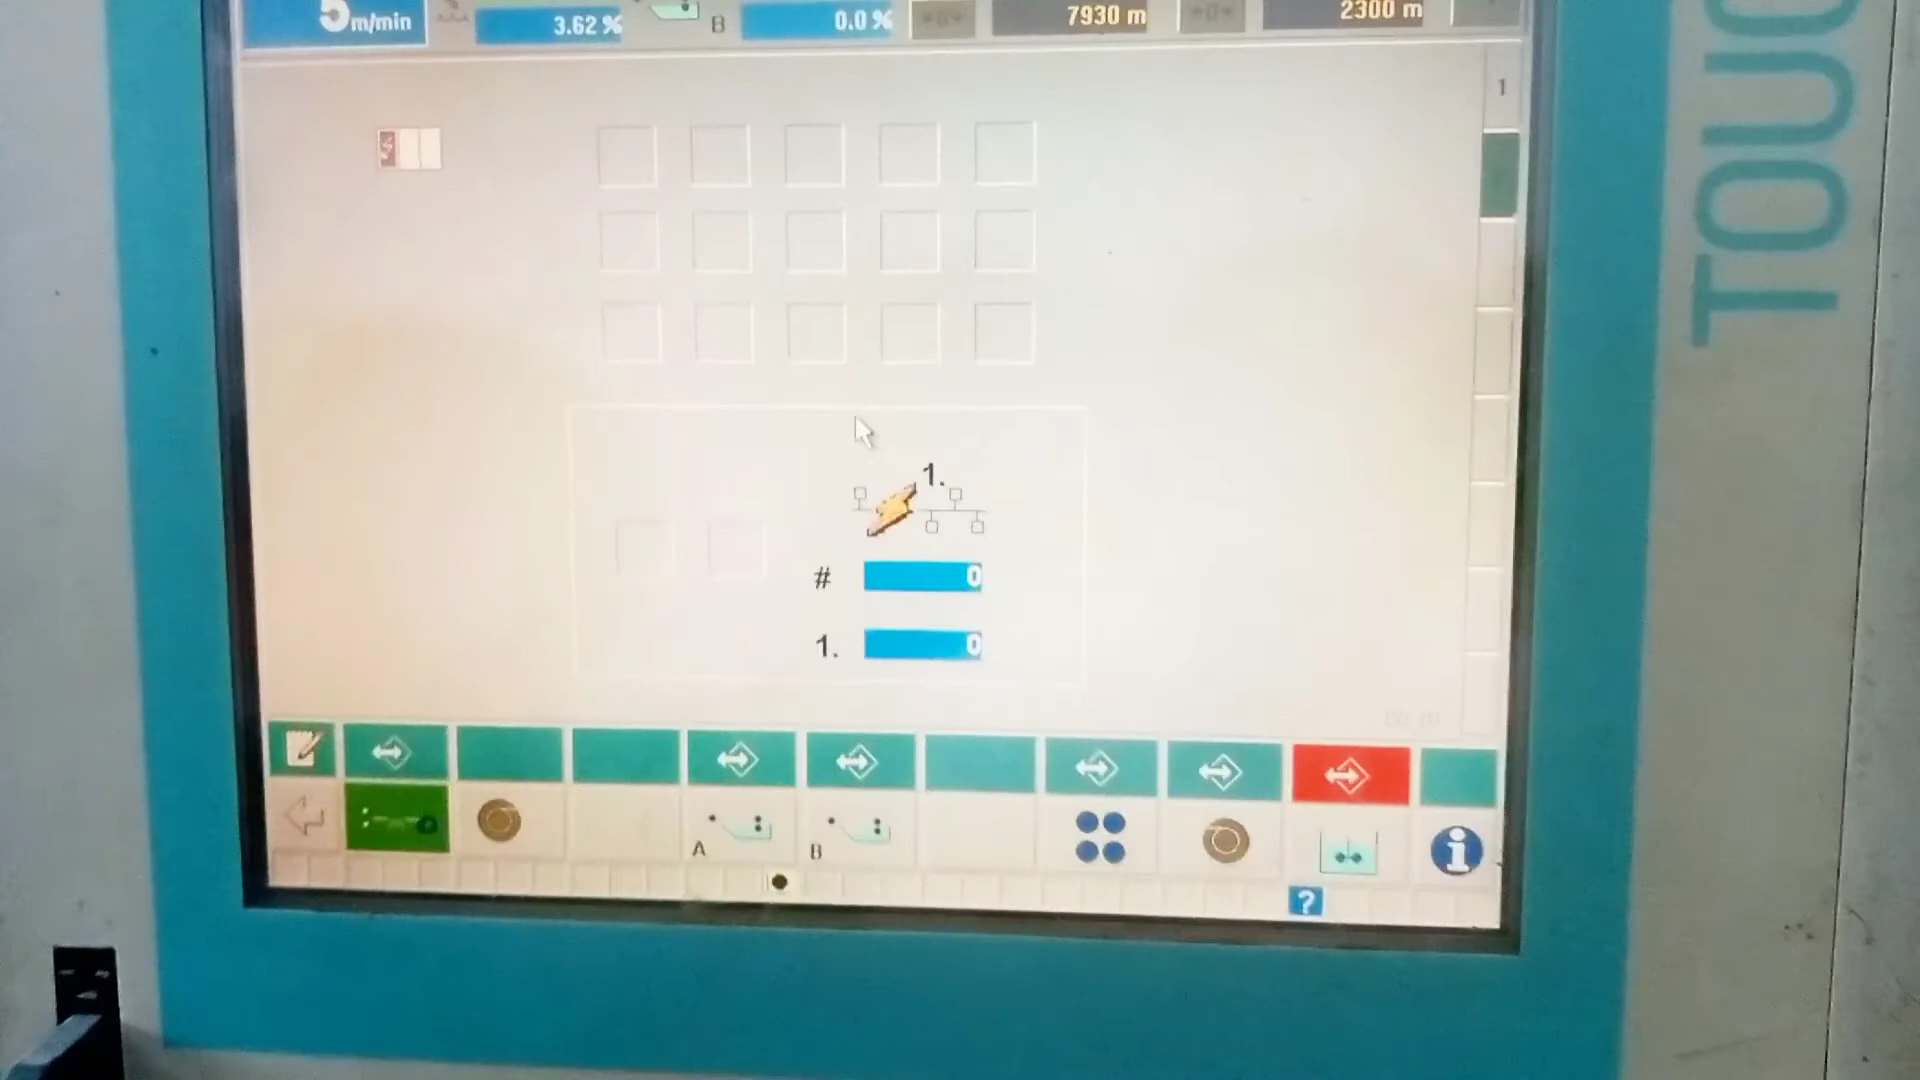 5 m/min
3.62 %
B
0.0 %
7930 m
2300 m
1
TOUC
1.
# 0
1. 0
A
B
i
?